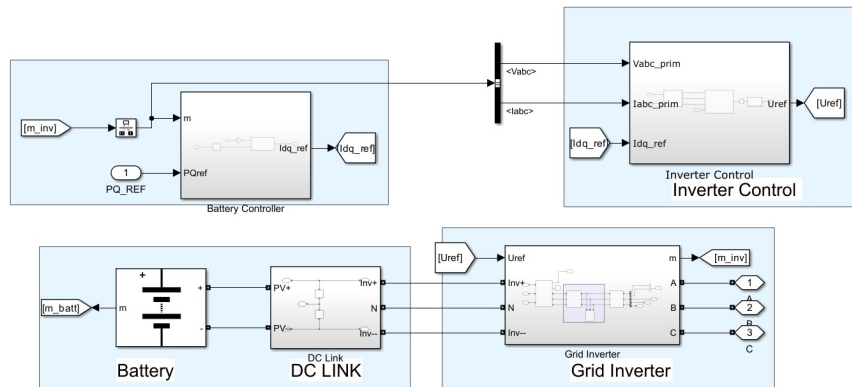 <Vabc>
Vabc_prim
[m_inv]
m
Idq_ref
[Idq_ref]
<Iabc>
Iabc_prim
Uref
[Uref]
1
PQref
PQ_REF
[Idq_ref]
Idq_ref
Battery Controller
Inverter Control
Inverter Control
[Uref]
Uref
m
[m_inv]
+
+
PV+
Inv+
Inv+
A
1
A
[m_batt]
m
N
N
B
2
B
-
PV-
Inv-
Inv-
C
3
C
DC Link
Grid Inverter
Battery
DC LINK
Grid Inverter